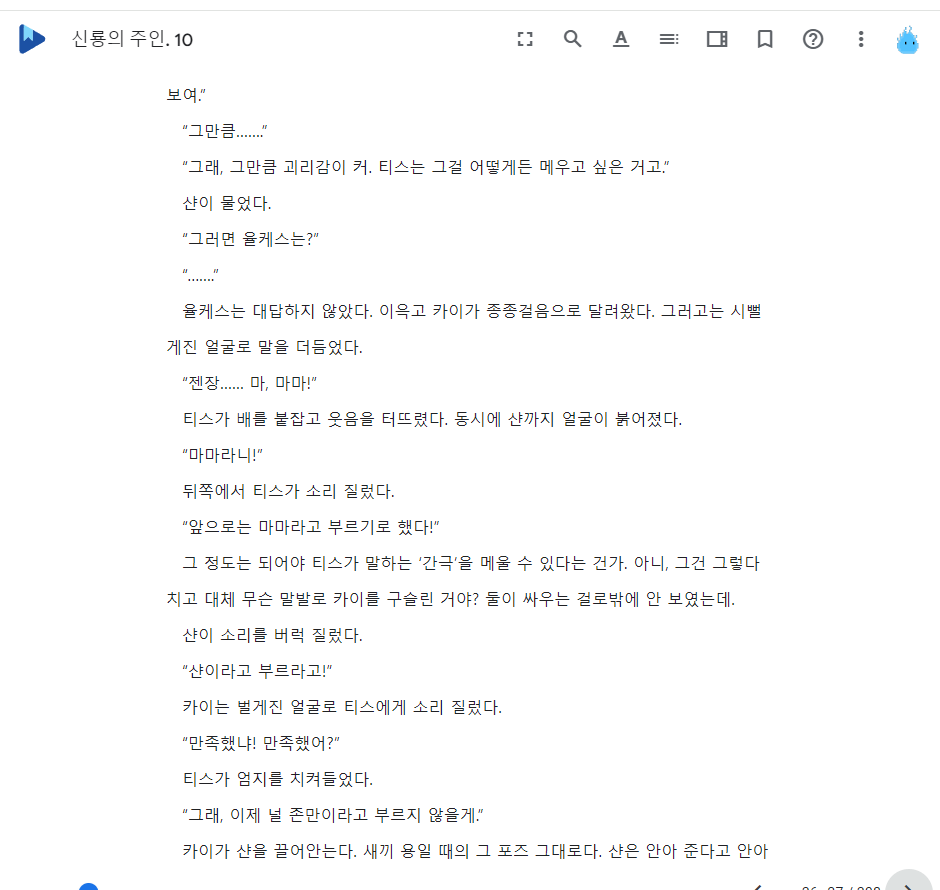 신룡의 주인. 10
보여.”
“그만큼…….”
“그래, 그만큼 괴리감이 커. 티스는 그걸 어떻게든 메우고 싶은 거고.”
샨이 물었다.
“그러면 율케스는?”
“…….”
율케스는 대답하지 않았다. 이윽고 카이가 종종걸음으로 달려왔다. 그러고는 시뻘
게진 얼굴로 말을 더듬었다.
“젠장…… 마, 마마!”
티스가 배를 붙잡고 웃음을 터뜨렸다. 동시에 샨까지 얼굴이 붉어졌다.
“마마라니!”
뒤쪽에서 티스가 소리 질렀다.
“앞으로는 마마라고 부르기로 했다!”
그 정도는 되어야 티스가 말하는 ‘간극’을 메울 수 있다는 건가. 아니, 그건 그렇다
치고 대체 무슨 말발로 카이를 구슬린 거야? 둘이 싸우는 걸로밖에 안 보였는데.
샨이 소리를 버럭 질렀다.
“샨이라고 부르라고!”
카이는 벌게진 얼굴로 티스에게 소리 질렀다.
“만족했냐! 만족했어?”
티스가 엄지를 치켜들었다.
“그래, 이제 널 존만이라고 부르지 않을게.”
카이가 샨을 끌어안는다. 새끼 용일 때의 그 포즈 그대로다. 샨은 안아 준다고 안아